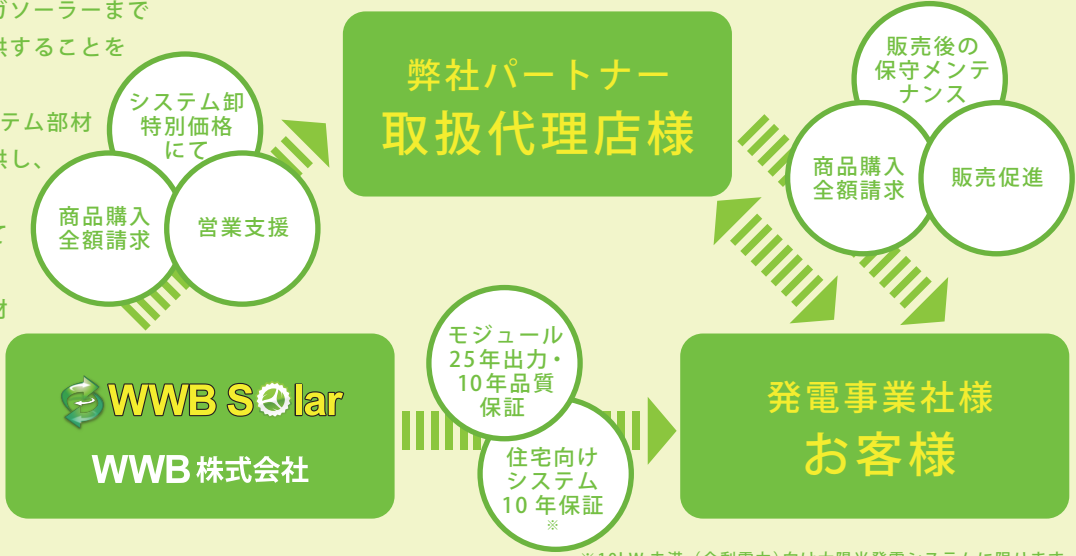 ガソーラーまで
供することを
テム部材
供し、
て
材
弊社パートナー
取扱代理店様
システム卸
特別価格
にて
商品購入
全額請求
営業支援
販売後の
保守メンテ
ナンス
商品購入
全額請求
販売促進
WWB Solar
WWB 株式会社
モジュール
25年出力・
10年品質
保証
住宅向け
システム
10 年保証
※
発電事業社様
お客様